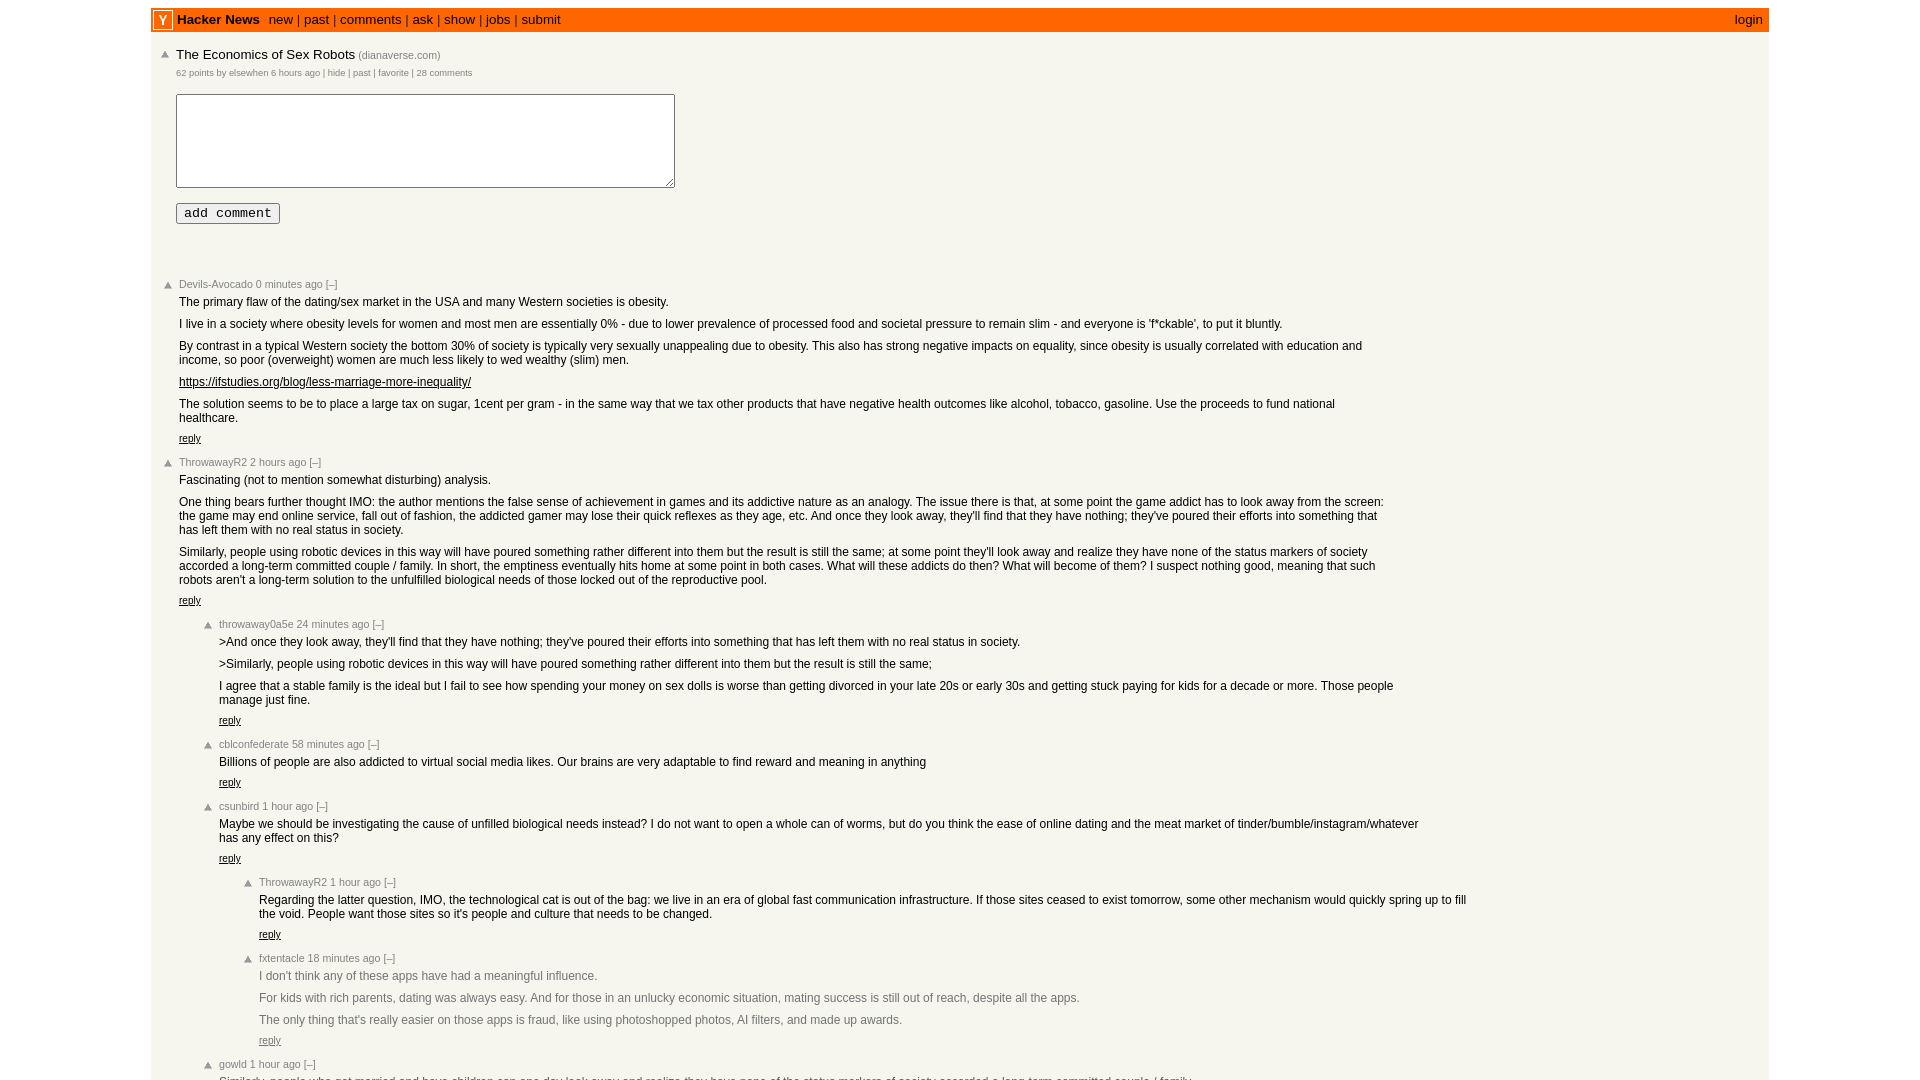 Y Hacker News new | past | comments | ask | show | jobs | submit login
The Economics of Sex Robots (dianaverse.com)
62 points by elsewhen 6 hours ago | hide | past | favorite | 28 comments
add comment
Devils-Avocado 0 minutes ago [–]
The primary flaw of the dating/sex market in the USA and many Western societies is obesity.
I live in a society where obesity levels for women and most men are essentially 0% - due to lower prevalence of processed food and societal pressure to remain slim - and everyone is 'f*ckable', to put it bluntly.
By contrast in a typical Western society the bottom 30% of society is typically very sexually unappealing due to obesity. This also has strong negative impacts on equality, since obesity is usually correlated with education and
income, so poor (overweight) women are much less likely to wed wealthy (slim) men.
https://ifstudies.org/blog/less-marriage-more-inequality/
The solution seems to be to place a large tax on sugar, 1cent per gram - in the same way that we tax other products that have negative health outcomes like alcohol, tobacco, gasoline. Use the proceeds to fund national
healthcare.
reply
ThrowawayR2 2 hours ago [–]
Fascinating (not to mention somewhat disturbing) analysis.
One thing bears further thought IMO: the author mentions the false sense of achievement in games and its addictive nature as an analogy. The issue there is that, at some point the game addict has to look away from the screen:
the game may end online service, fall out of fashion, the addicted gamer may lose their quick reflexes as they age, etc. And once they look away, they'll find that they have nothing; they've poured their efforts into something that
has left them with no real status in society.
Similarly, people using robotic devices in this way will have poured something rather different into them but the result is still the same; at some point they'll look away and realize they have none of the status markers of society
accorded a long-term committed couple / family. In short, the emptiness eventually hits home at some point in both cases. What will these addicts do then? What will become of them? I suspect nothing good, meaning that such
robots aren't a long-term solution to the unfulfilled biological needs of those locked out of the reproductive pool.
reply
throwaway0a5e 24 minutes ago [–]
>And once they look away, they'll find that they have nothing; they've poured their efforts into something that has left them with no real status in society.
>Similarly, people using robotic devices in this way will have poured something rather different into them but the result is still the same;
I agree that a stable family is the ideal but I fail to see how spending your money on sex dolls is worse than getting divorced in your late 20s or early 30s and getting stuck paying for kids for a decade or more. Those people
manage just fine.
reply
cblconfederate 58 minutes ago [–]
Billions of people are also addicted to virtual social media likes. Our brains are very adaptable to find reward and meaning in anything
reply
csunbird 1 hour ago [–]
Maybe we should be investigating the cause of unfilled biological needs instead? I do not want to open a whole can of worms, but do you think the ease of online dating and the meat market of tinder/bumble/instagram/whatever
has any effect on this?
reply
ThrowawayR2 1 hour ago [–]
Regarding the latter question, IMO, the technological cat is out of the bag: we live in an era of global fast communication infrastructure. If those sites ceased to exist tomorrow, some other mechanism would quickly spring up to fill
the void. People want those sites so it's people and culture that needs to be changed.
reply
fxtentacle 18 minutes ago [–]
I don't think any of these apps have had a meaningful influence.
For kids with rich parents, dating was always easy. And for those in an unlucky economic situation, mating success is still out of reach, despite all the apps.
The only thing that's really easier on those apps is fraud, like using photoshopped photos, AI filters, and made up awards.
reply
gowld 1 hour ago [–]
Similarly, people who get married and have children can one day look away and realize they have none of the status markers of society accorded a long-term committed couple / family.